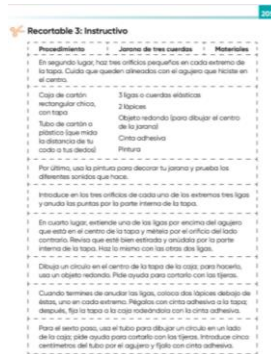 201
Recortable 3: Instructivo
Procedimiento Jarana de tres cuerdas Materiales
En segundo lugar, haz tres orificios pequeños en cada extremo de
la tapa. Cuida que queden alineados con el agujero que hiciste en
el centro.
Caja de cartón
rectangular chica,
con tapa
Tubo de cartón o
plástico (que mida
la distancia de tu
codo a tus dedos)
3 ligas o cuerdas elásticas
2 lápices
Objeto redondo (para dibujar el centro
de la jarana)
Cinta adhesiva
Pintura
Por último, usa la pintura para decorar tu jarana y prueba los
diferentes sonidos que hace.
Introduce en los tres orificios de cada uno de los extremos tres ligas
y anuda las puntas por la parte interna de la tapa.
En cuarto lugar, extiende una de las ligas por encima del agujero
que está en el centro de la tapa y métela por el orificio del lado
contrario. Revisa que esté bien estirada y anúdala por la parte
interna de la tapa. Haz lo mismo con las otras dos ligas.
Dibuja un círculo en el centro de la tapa de la caja, para hacerlo,
usa un objeto redondo. Pide ayuda para cortarlo con las tijeras.
Cuando termines de anudar las ligas, coloca dos lápices debajo de
éstas, uno en cada extremo. Pégalos con cinta adhesiva a la tapa;
después, fija la tapa a la caja rodeándola con la cinta adhesiva.
Para el sexto paso, usa el tubo para dibujar un círculo en un lado
de la caja; pide ayuda para cortarlo con las tijeras. Introduce cinco
centímetros del tubo por el agujero y fíjalo con cinta adhesiva.